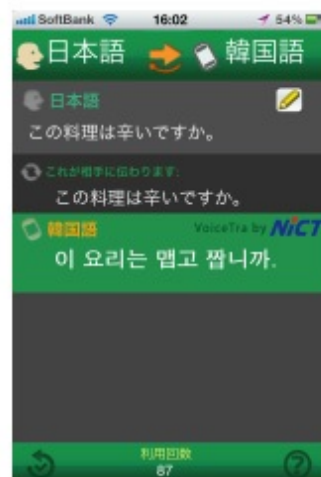 SoftBank 16:02 54%
日本語 韓国語
日本語
この料理は辛いですか。
これが相手に伝わります:
この料理は辛いですか。
韓国語 VoiceTra by NICT
이 요리는 맵고 짭니까.
利用回数
87
?